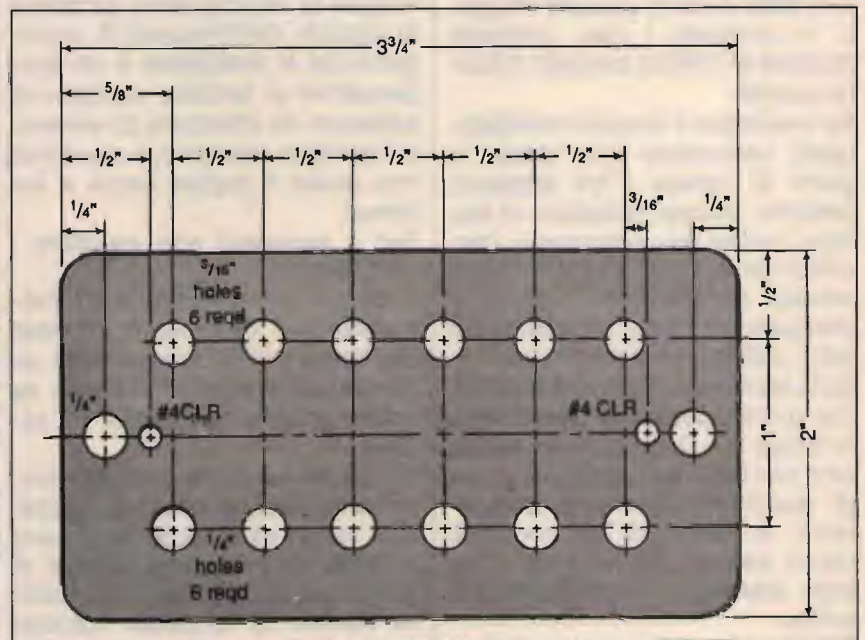 3 3/4"
5/8"
1/2" 1/2" 1/2" 1/2" 1/2" 1/2"
3/16"
1/4" 1/4"
1/2"
3/16"
holes
6 reqd
1/4" #4CLR #4 CLR
1"
2"
1/4"
holes
6 reqd